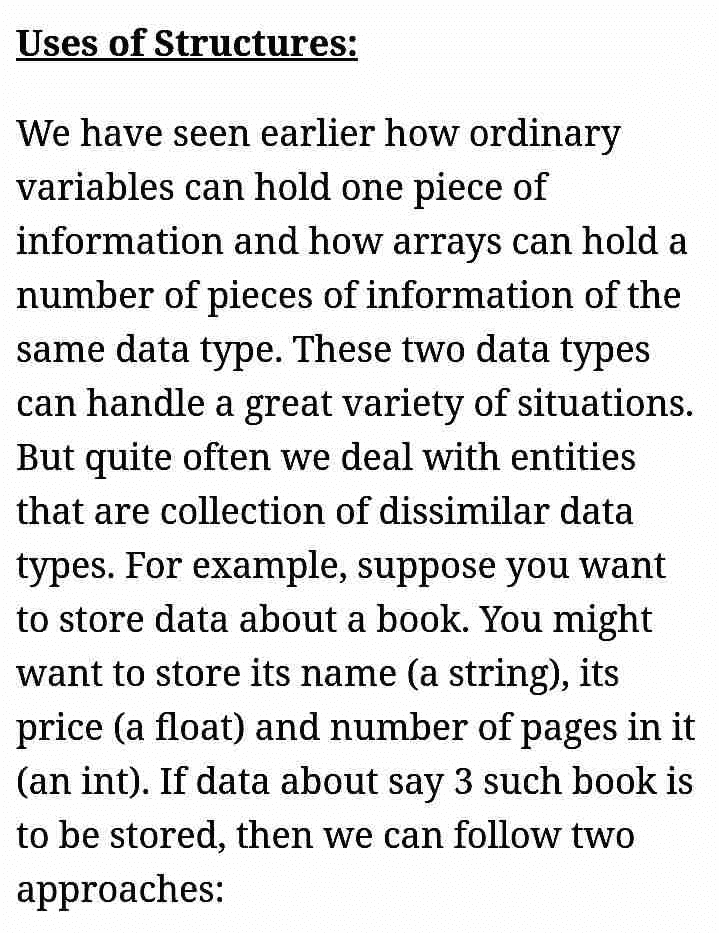 Uses of Structures:
We have seen earlier how ordinary
variables can hold one piece of
information and how arrays can hold a
number of pieces of information of the
same data type. These two data types
can handle a great variety of situations.
But quite often we deal with entities
that are collection of dissimilar data
types. For example, suppose you want
to store data about a book. You might
want to store its name (a string), its
price (a float) and number of pages in it
(an int). If data about say 3 such book is
to be stored, then we can follow two
approaches: